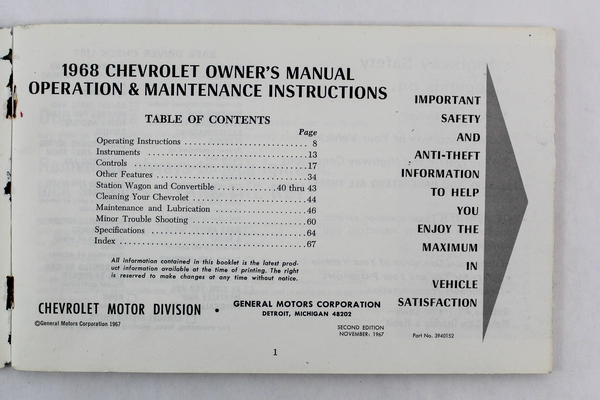 1968 CHEVROLET OWNER'S MANUAL
OPERATION & MAINTENANCE INSTRUCTIONS
TABLE OF CONTENTS
Page
Operating Instructions . . . . . . . . . . . . . . . . . . . . . . . . 8
Instruments . . . . . . . . . . . . . . . . . . . . . . . . . . . . . . 13
Controls . . . . . . . . . . . . . . . . . . . . . . . . . . . . . . . . 17
Other Features . . . . . . . . . . . . . . . . . . . . . . . . . . . . 34
Station Wagon and Convertible . . . . . . . . . . . . 40 thru 43
Cleaning Your Chevrolet . . . . . . . . . . . . . . . . . . . . . . 44
Maintenance and Lubrication . . . . . . . . . . . . . . . . . . 46
Minor Trouble Shooting . . . . . . . . . . . . . . . . . . . . . . 60
Specifications . . . . . . . . . . . . . . . . . . . . . . . . . . . . . 64
Index . . . . . . . . . . . . . . . . . . . . . . . . . . . . . . . . . . . 67
All information contained in this booklet is the latest prod-
uct information available at the time of printing. The right
is reserved to make changes at any time without notice.
CHEVROLET MOTOR DIVISION •
GENERAL MOTORS CORPORATION
DETROIT, MICHIGAN 48202
©General Motors Corporation 1967
SECOND EDITION
NOVEMBER, 1967
Part No. 3940152
1
IMPORTANT
SAFETY
AND
ANTI-THEFT
INFORMATION
TO HELP
YOU
ENJOY THE
MAXIMUM
IN
VEHICLE
SATISFACTION